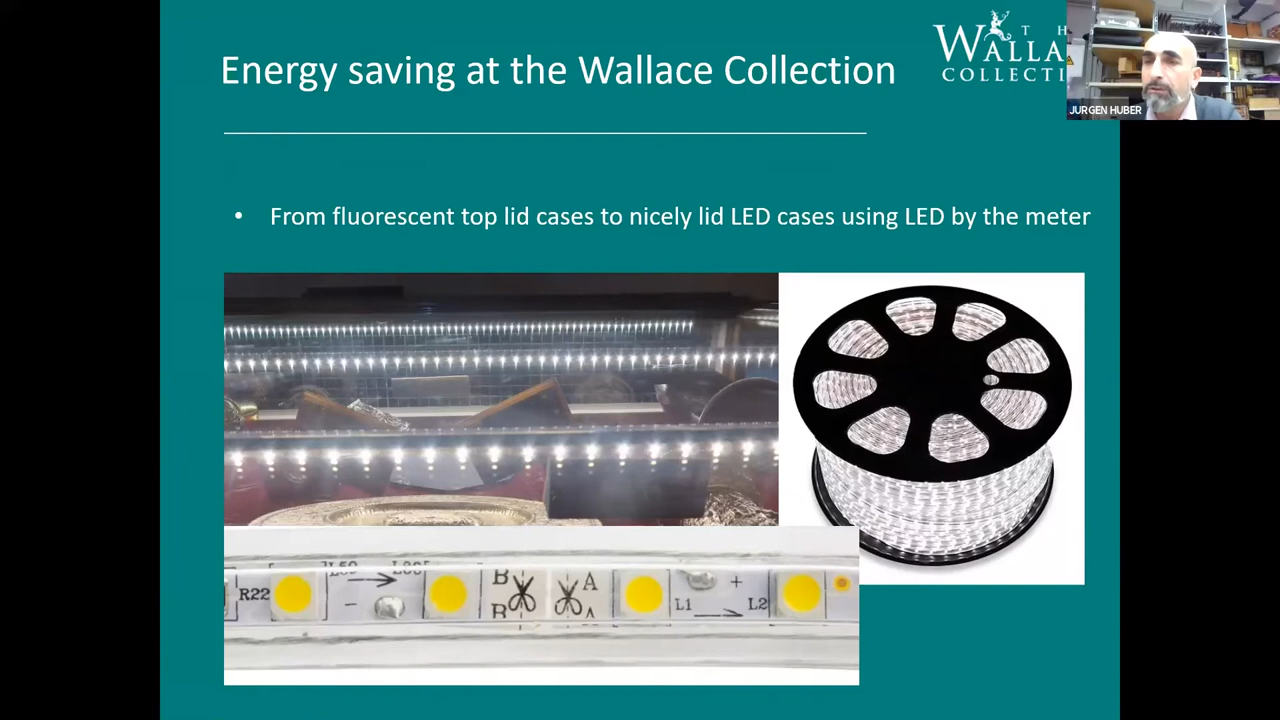 Energy saving at the Wallace Collection
T H
WALLA
COLLECTI
JURGEN HUBER
• From fluorescent top lid cases to nicely lid LED cases using LED by the meter
R22
B
B
A
+
-
L1
L2